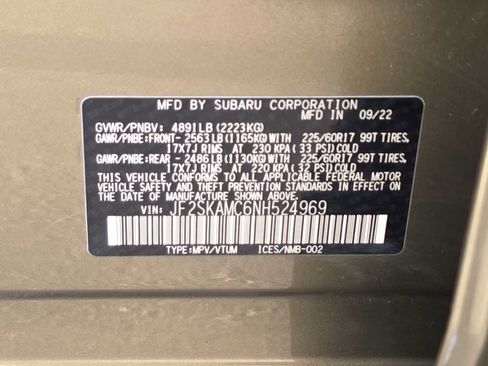 MFD BY SUBARU CORPORATION
GVWR/PNBV: 4891LB(2223KG) MFD IN 09/22
GAWR/PNBE:FRONT- 2563LB(1165KG)WITH 225/60R17 99T TIRES,
17X7J RIMS AT 230 KPA(33 PSI)COLD
GAWR/PNBE:REAR - 2486LB(1130KG)WITH 225/60R17 99T TIRES,
17X7J RIMS AT 220 KPA(32 PSI)COLD
THIS VEHICLE CONFORMS TO ALL APPLICABLE FEDERAL MOTOR
VEHICLE SAFETY AND THEFT PREVENTION STANDARDS IN EFFECT
ON THE DATE OF MANUFACTURE SHOWN ABOVE.
VIN: JF2SKAMC6NH524969
TYPE:MPV/VTUM ICES/NMB-002